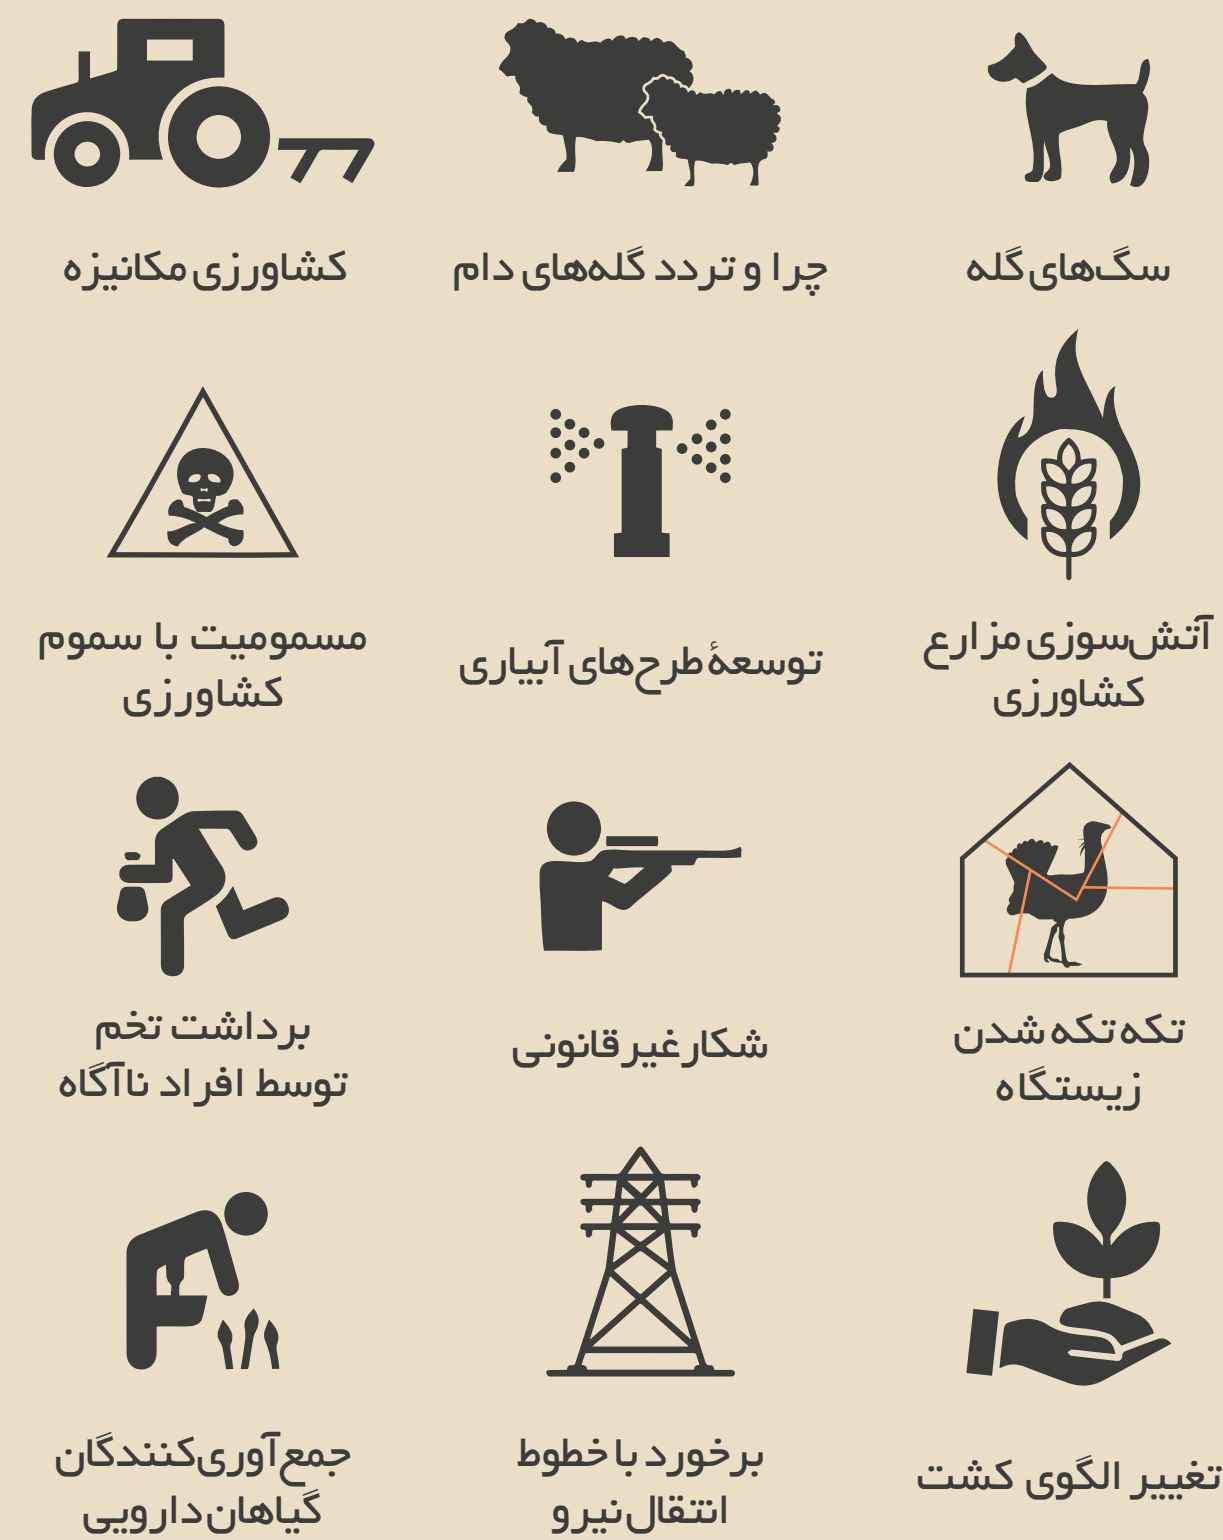 سگ‌های گله
چرا و تردد گله‌های دام
کشاورزی مکانیزه
آتش‌سوزی مزارع
کشاورزی
توسعهٔ طرح‌های آبیاری
مسمومیت با سموم
کشاورزی
تکه تکه شدن
زیستگاه
شکار غیر قانونی
برداشت تخم
توسط افراد ناآگاه
تغییر الگوی کشت
برخورد با خطوط
انتقال نیرو
جمع‌آوری‌کنندگان
گیاهان دارویی